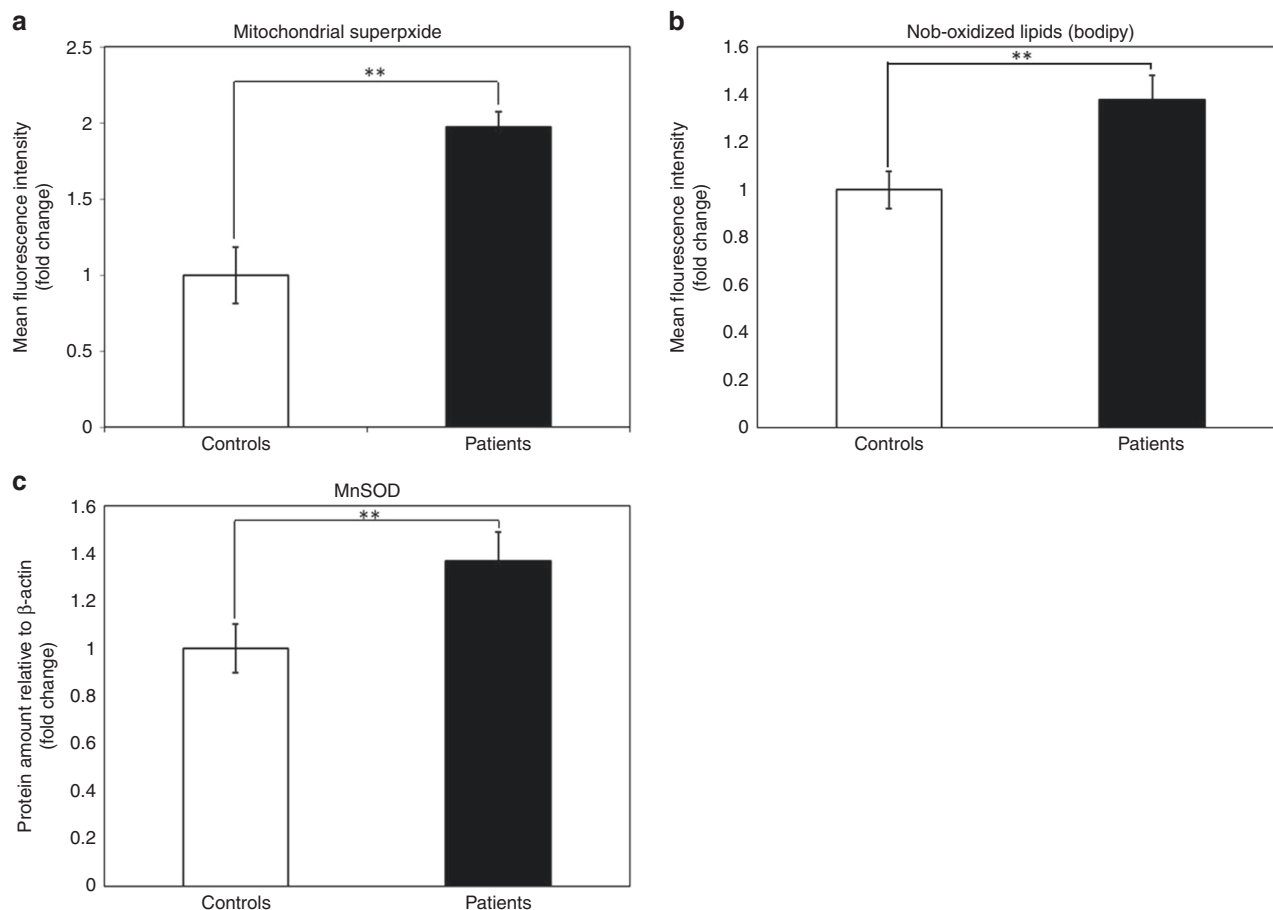 a
Mitochondrial superpxide
2.5
2
1.5
1
0.5
0
Mean fluorescence intensity
(fold change)
**
Controls
Patients
b
Nob-oxidized lipids (bodipy)
1.6
1.4
1.2
1
0.8
0.6
0.4
0.2
0
Mean flourescence intensity
(fold change)
**
Controls
Patients
c
MnSOD
1.6
1.4
1.2
1
0.8
0.6
0.4
0.2
0
Protein amount relative to β-actin
(fold change)
**
Controls
Patients